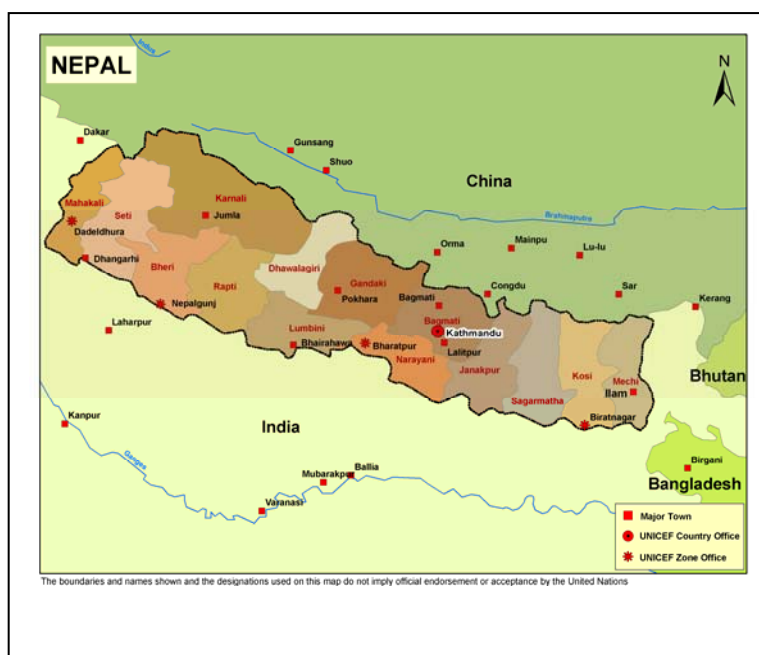 Indus
NEPAL
N
Dakar
Gunsang
Shuo
China
Karnali
Mahakali
Seti
Jumla
Brahmaputra
Dadeldhura
Orma
Mainpu
Lu-lu
Dhangarhi
Bheri
Dhawalagiri
Rapti
Gandaki
Pokhara
Bagmati
Congdu
Sar
Kerang
Nepalgunj
Laharpur
Lumbini
Bhairahawa
Bharatpur
Bagmati
Kathmandu
Lalitpur
Narayani
Janakpur
Sagarmatha
Kosi
Mechi
Ilam
Bhutan
Biratnagar
Kanpur
India
Ganges
Mubarakpur
Ballia
Varanasi
Birgani
Bangladesh
Major Town
UNICEF Country Office
UNICEF Zone Office
The boundaries and names shown and the designations used on this map do not imply official endorsement or acceptance by the United Nations